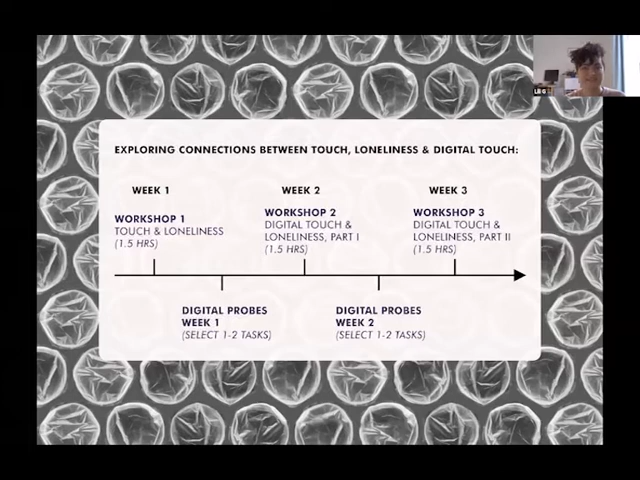 EXPLORING CONNECTIONS BETWEEN TOUCH, LONELINESS & DIGITAL TOUCH:
WEEK 1
WEEK 2
WEEK 3
WORKSHOP 1
TOUCH & LONELINESS
(1.5 HRS)
WORKSHOP 2
DIGITAL TOUCH &
LONELINESS, PART I
(1.5 HRS)
WORKSHOP 3
DIGITAL TOUCH &
LONELINESS, PART II
(1.5 HRS)
DIGITAL PROBES
WEEK 1
(SELECT 1-2 TASKS)
DIGITAL PROBES
WEEK 2
(SELECT 1-2 TASKS)